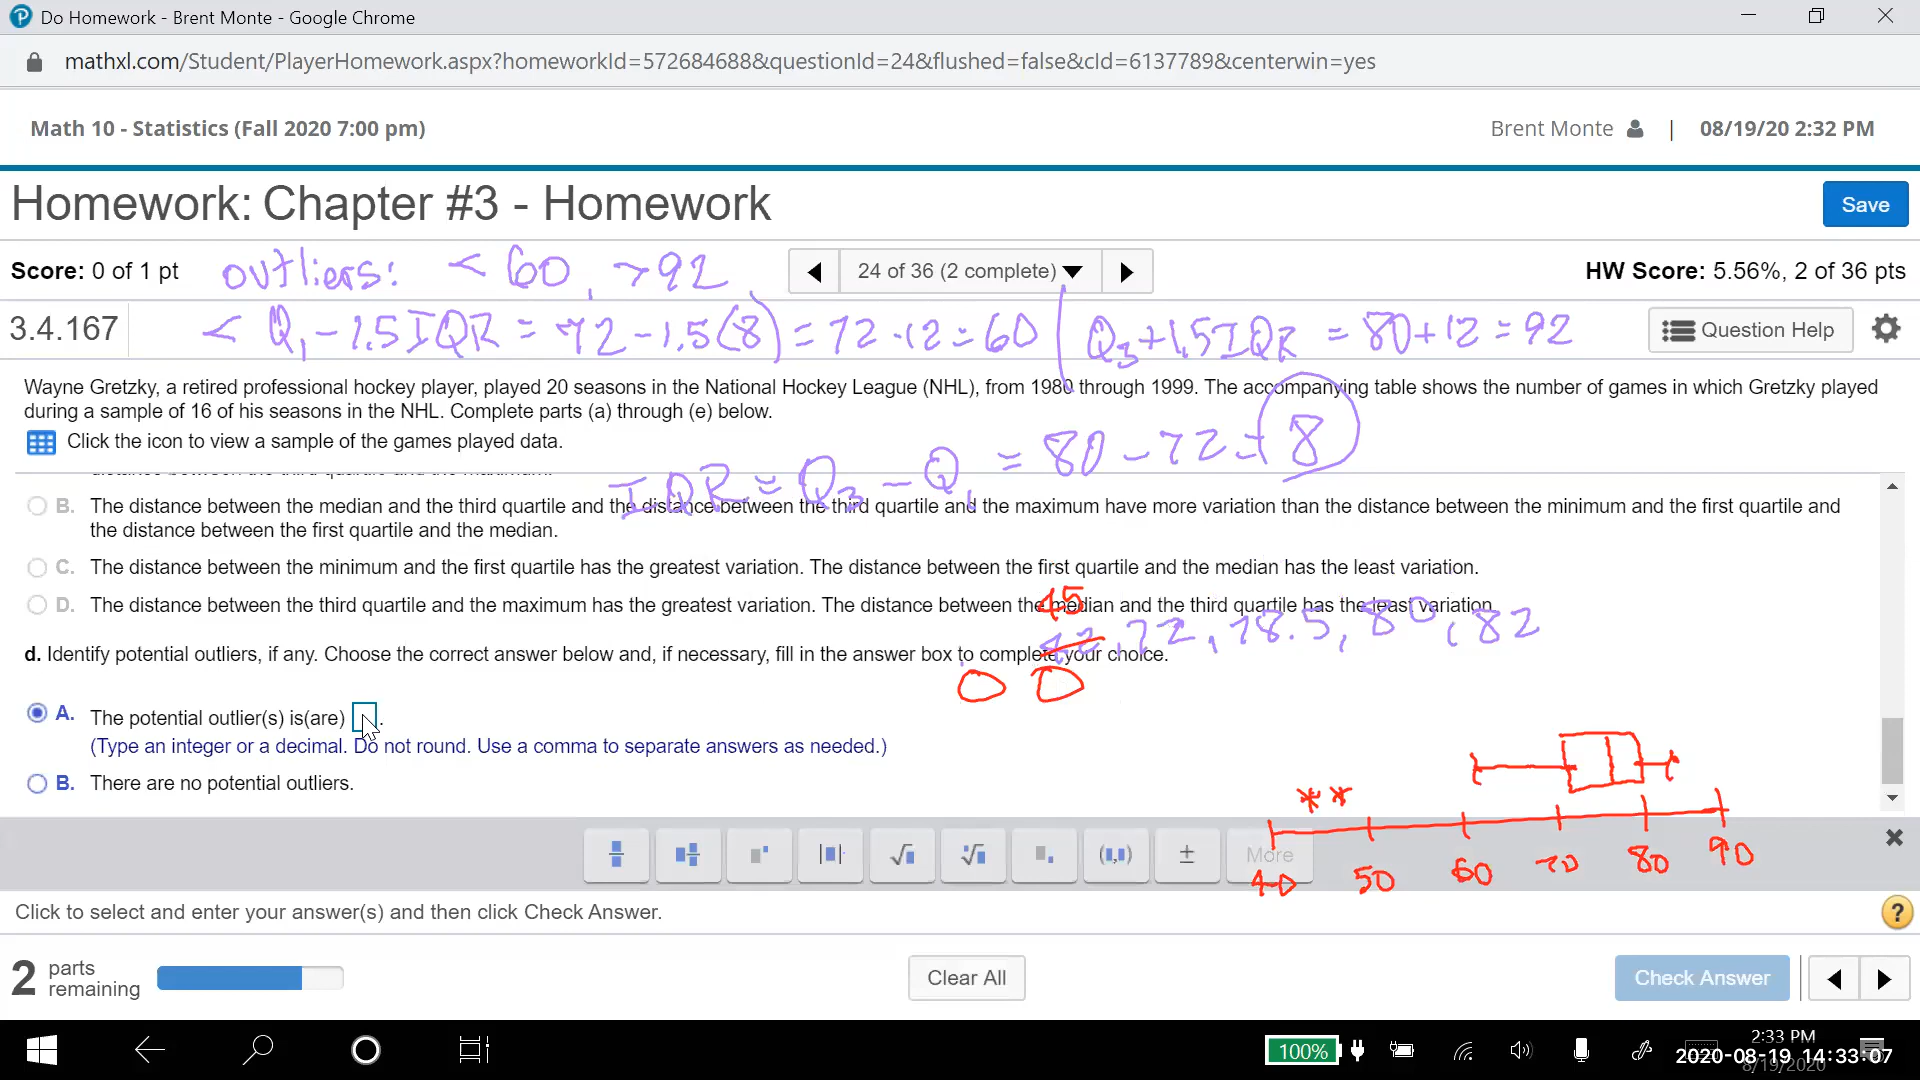 Do Homework - Brent Monte - Google Chrome
mathxl.com/Student/PlayerHomework.aspx?homeworkId=572684688&questionId=24&flushed=false&cId=6137789&centerwin=yes
Math 10 - Statistics (Fall 2020 7:00 pm)
Brent Monte | 08/19/20 2:32 PM
Homework: Chapter #3 - Homework
Save
Score: 0 of 1 pt
outliers: < 60, >92
24 of 36 (2 complete)
HW Score: 5.56%, 2 of 36 pts
3.4.167
< Q1 - 1.5IQR = 72 - 1.5(8) = 72 - 12 = 60
Q3 + 1.5IQR = 80 + 12 = 92
Question Help
Wayne Gretzky, a retired professional hockey player, played 20 seasons in the National Hockey League (NHL), from 1980 through 1999. The accompanying table shows the number of games in which Gretzky played
during a sample of 16 of his seasons in the NHL. Complete parts (a) through (e) below.
Click the icon to view a sample of the games played data.
IQR = Q3 - Q1 = 80 - 72 = 8
distance between the third quartile and the maximum.
B. The distance between the median and the third quartile and the distance between the third quartile and the maximum have more variation than the distance between the minimum and the first quartile and
the distance between the first quartile and the median.
C. The distance between the minimum and the first quartile has the greatest variation. The distance between the first quartile and the median has the least variation.
D. The distance between the third quartile and the maximum has the greatest variation. The distance between the median and the third quartile has the least variation.
45
, 72, 78.5, 80, 82
d. Identify potential outliers, if any. Choose the correct answer below and, if necessary, fill in the answer box to complete your choice.
A. The potential outlier(s) is(are) .
(Type an integer or a decimal. Do not round. Use a comma to separate answers as needed.)
B. There are no potential outliers.
* *
More
40 50 60 70 80 90
Click to select and enter your answer(s) and then click Check Answer.
?
2 parts
remaining
Clear All
Check Answer
100%
2:33 PM
2020-08-19 14:33:07
8/19/2020